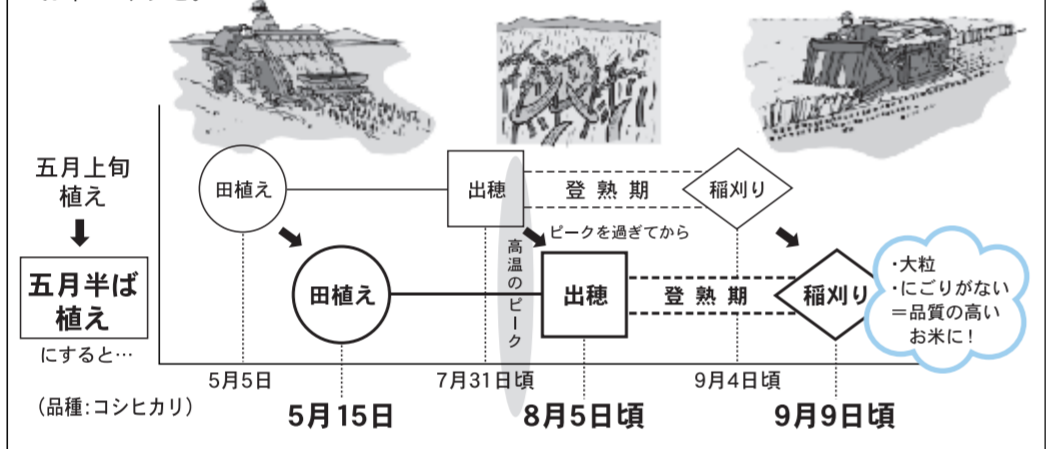 五月上旬
植え
田植え
出穂
登熟期
稲刈り
ピークを過ぎてから
高温のピーク
五月半ば
植え
にすると…
田植え
出穂
登熟期
稲刈り
・大粒
・にごりがない
=品質の高い
お米に!
5月5日
7月31日頃
9月4日頃
(品種:コシヒカリ)
5月15日
8月5日頃
9月9日頃